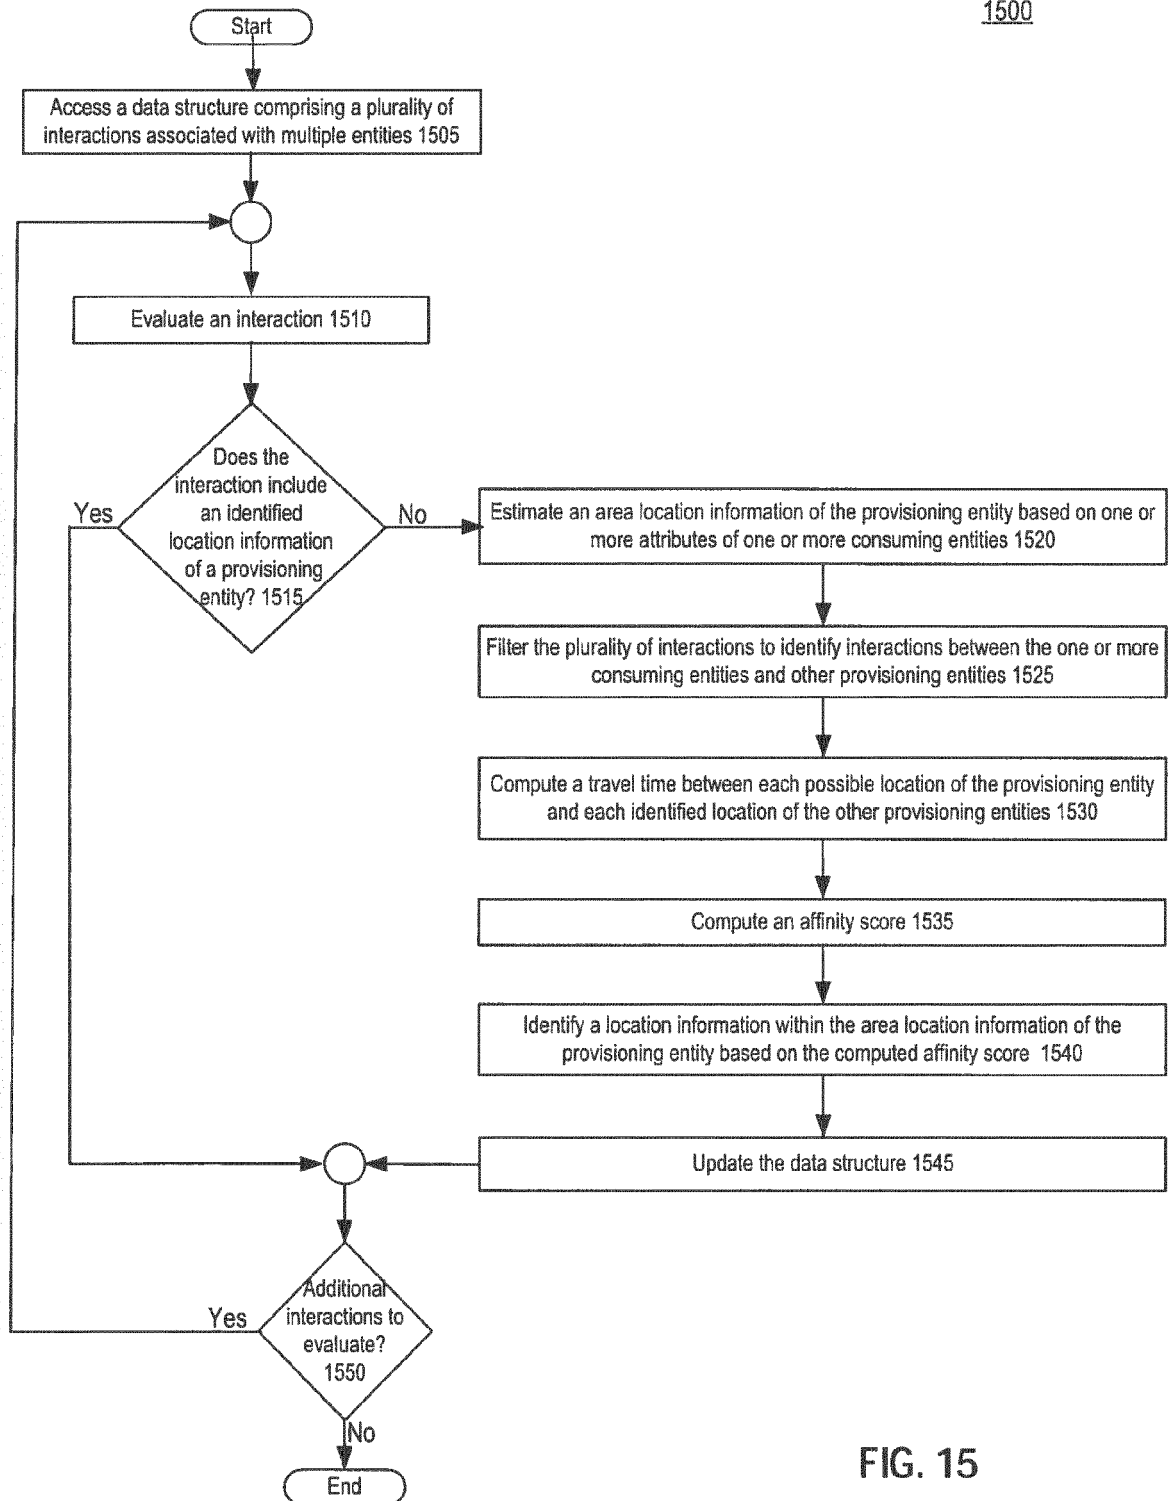 1500
Start
Access a data structure comprising a plurality of
interactions associated with multiple entities 1505
Evaluate an interaction 1510
Does the
interaction include
an identified
location information
of a provisioning
entity? 1515
Yes
No
Estimate an area location information of the provisioning entity based on one or
more attributes of one or more consuming entities 1520
Filter the plurality of interactions to identify interactions between the one or more
consuming entities and other provisioning entities 1525
Compute a travel time between each possible location of the provisioning entity
and each identified location of the other provisioning entities 1530
Compute an affinity score 1535
Identify a location information within the area location information of the
provisioning entity based on the computed affinity score 1540
Update the data structure 1545
Additional
interactions to
evaluate?
1550
Yes
No
End
FIG. 15